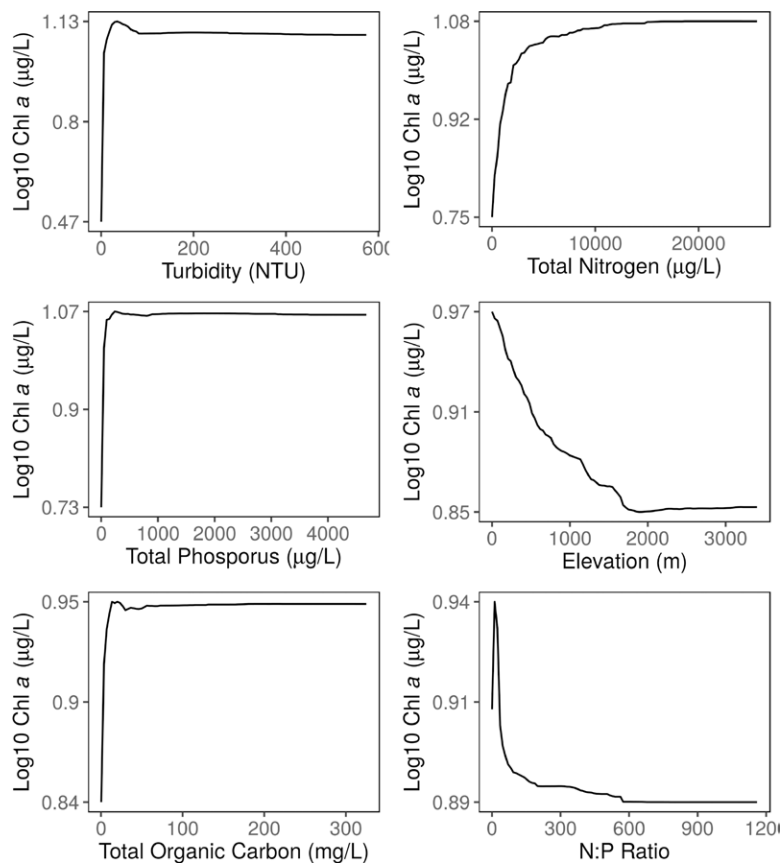 Log10 Chl a (µg/L)
1.13
0.8
0.47
0 200 400 600
Turbidity (NTU)
Log10 Chl a (µg/L)
1.08
0.92
0.75
0 10000 20000
Total Nitrogen (µg/L)
Log10 Chl a (µg/L)
1.07
0.9
0.73
0 1000 2000 3000 4000
Total Phosporus (µg/L)
Log10 Chl a (µg/L)
0.97
0.91
0.85
0 1000 2000 3000
Elevation (m)
Log10 Chl a (µg/L)
0.95
0.9
0.84
0 100 200 300
Total Organic Carbon (mg/L)
Log10 Chl a (µg/L)
0.94
0.91
0.89
0 300 600 900 1200
N:P Ratio